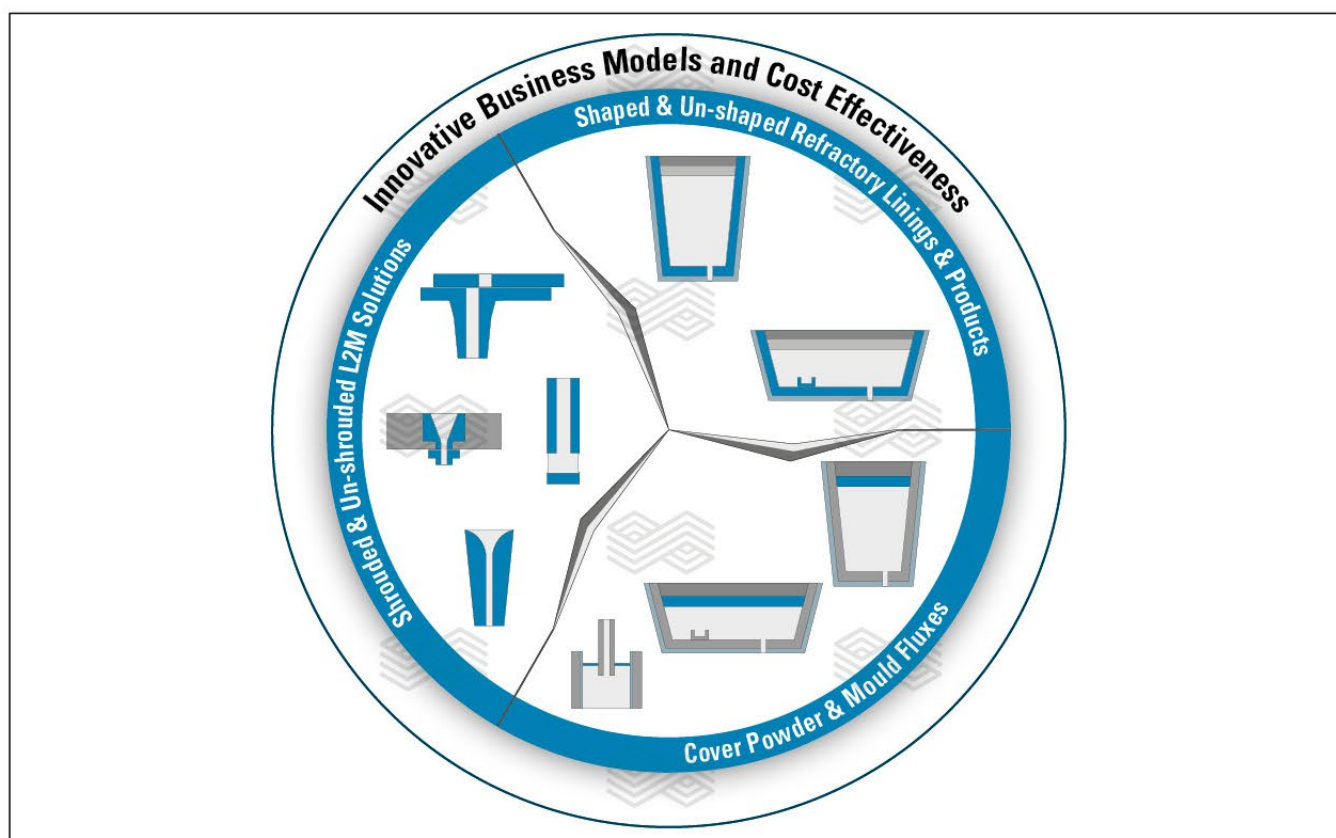 Innovative Business Models and Cost Effectiveness
Shaped & Un-shaped Refractory Linings & Products
Shrouded & Un-shrouded L2M Solutions
Cover Powder & Mould Fluxes